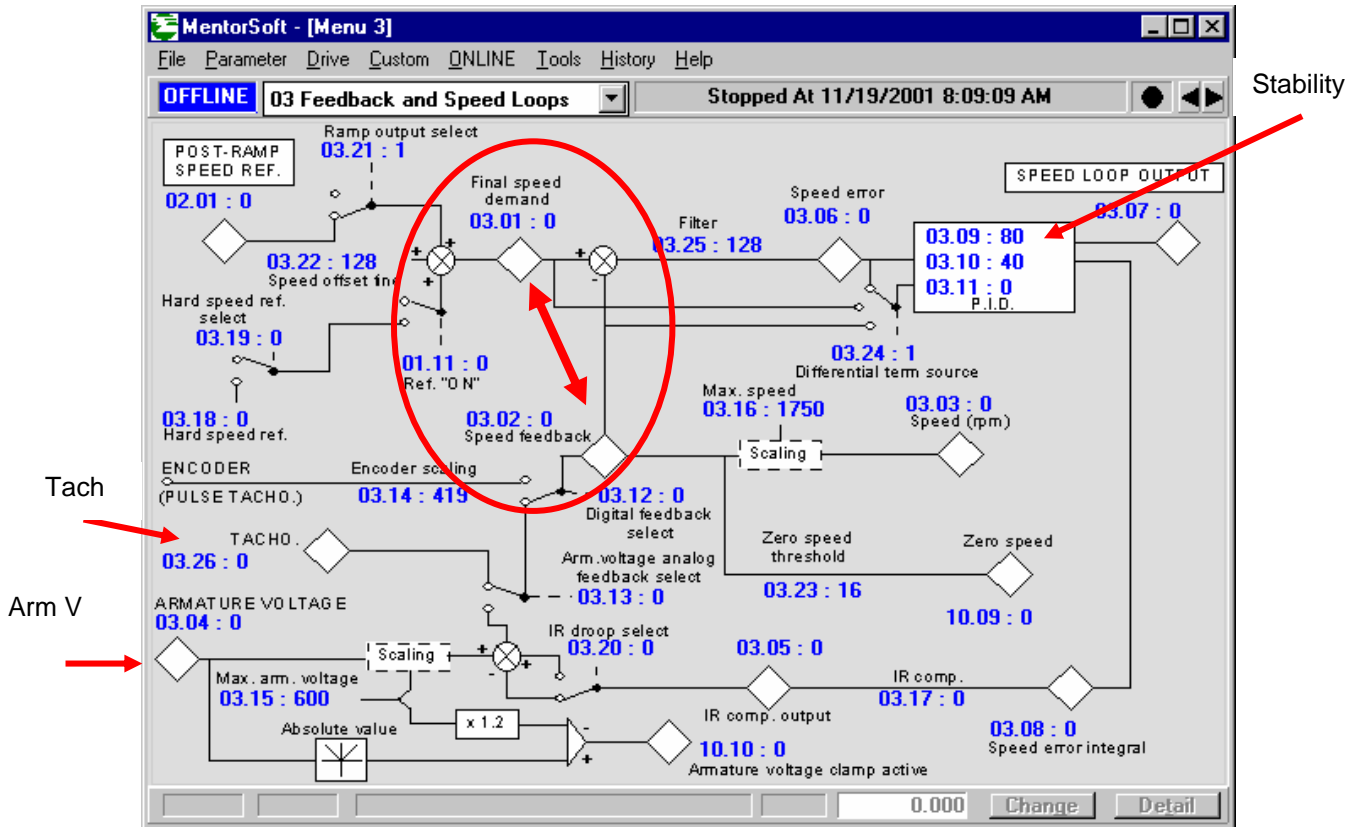 MentorSoft - [Menu 3]
File Parameter Drive Custom ONLINE Tools History Help
OFFLINE 03 Feedback and Speed Loops Stopped At 11/19/2001 8:09:09 AM
Stability
POST-RAMP
SPEED REF.
02.01 : 0
Ramp output select
03.21 : 1
Final speed
demand
03.01 : 0
Filter
03.25 : 128
Speed error
03.06 : 0
SPEED LOOP OUTPUT
03.07 : 0
03.09 : 80
03.10 : 40
03.11 : 0
P.I.D.
03.22 : 128
Speed offset fine
Hard speed ref.
select
03.19 : 0
01.11 : 0
Ref. "ON"
03.24 : 1
Differential term source
03.18 : 0
Hard speed ref.
03.02 : 0
Speed feedback
Max. speed
03.16 : 1750
Scaling
03.03 : 0
Speed (rpm)
ENCODER
(PULSE TACHO.)
Encoder scaling
03.14 : 419
03.12 : 0
Digital feedback
select
Tach
TACHO.
03.26 : 0
Arm.voltage analog
feedback select
03.13 : 0
Zero speed
threshold
03.23 : 16
Zero speed
10.09 : 0
Arm V
ARMATURE VOLTAGE
03.04 : 0
Scaling
IR droop select
03.20 : 0
03.05 : 0
IR comp. output
IR comp.
03.17 : 0
03.08 : 0
Speed error integral
Max. arm. voltage
03.15 : 600
x 1.2
Absolute value
10.10 : 0
Armature voltage clamp active
0.000 Change Detail